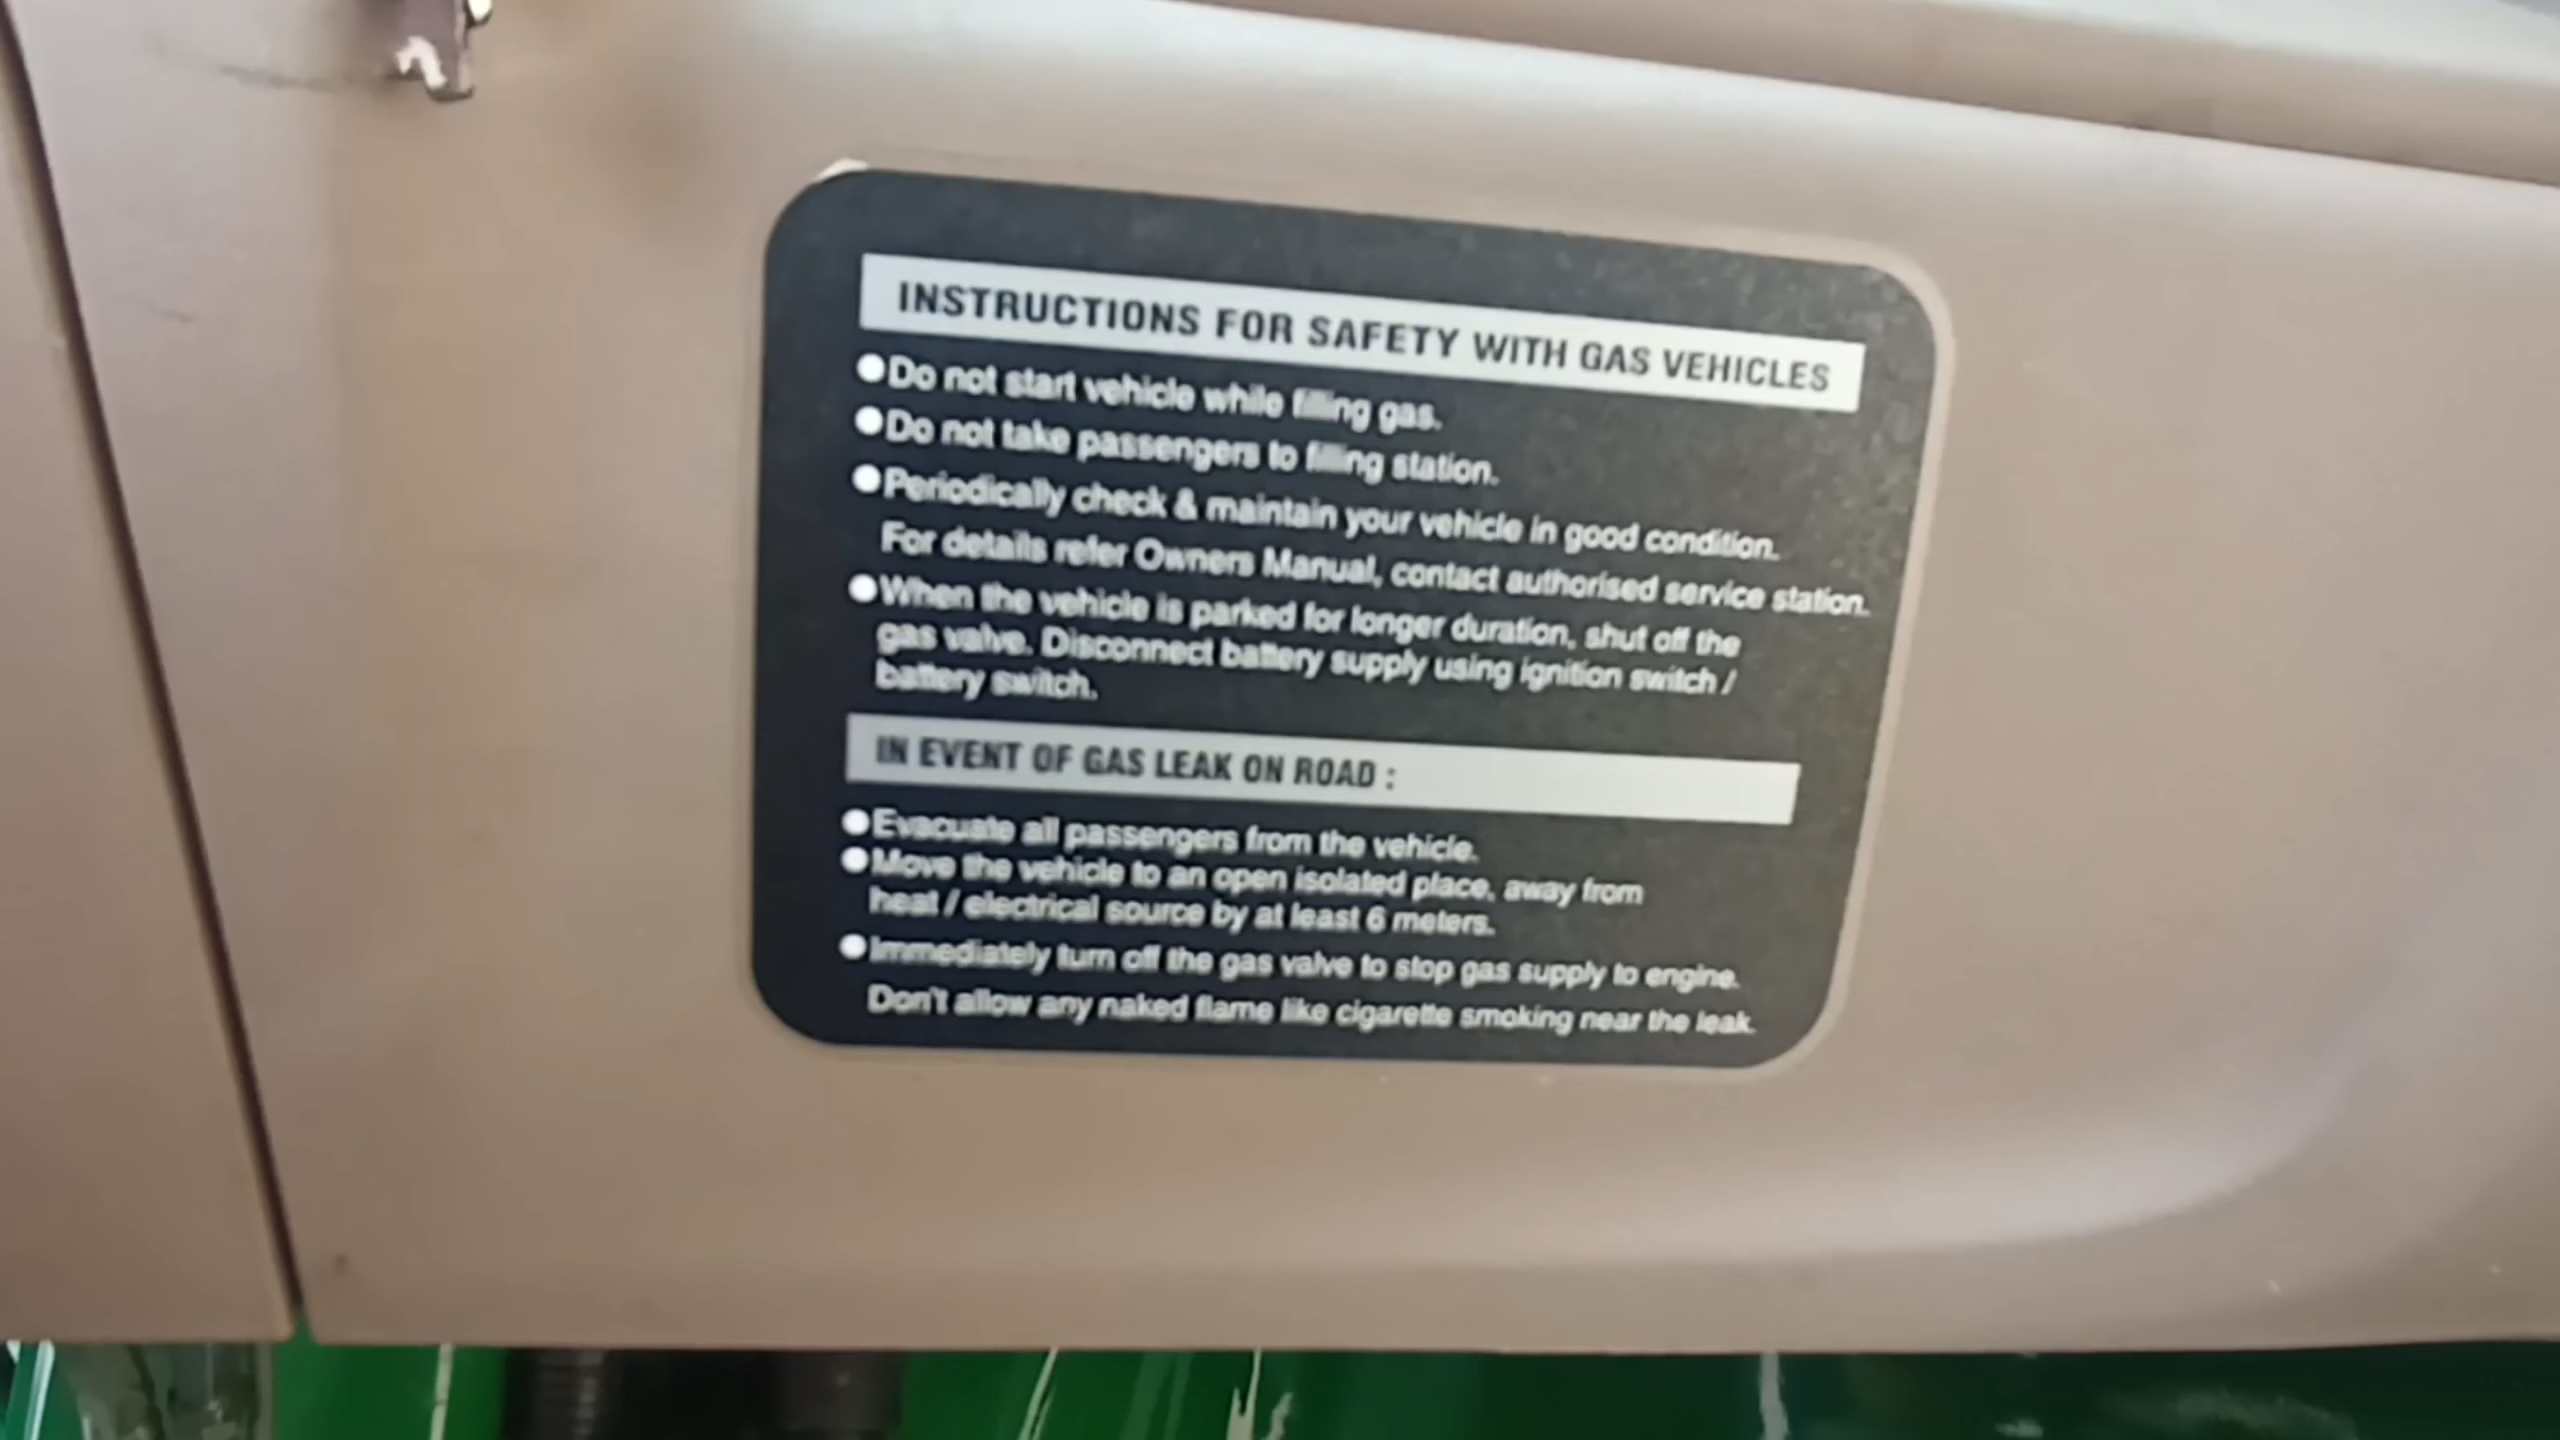 INSTRUCTIONS FOR SAFETY WITH GAS VEHICLES
●Do not start vehicle while filling gas.
●Do not take passengers to filling station.
●Periodically check & maintain your vehicle in good condition.
For details refer Owners Manual, contact authorised service station.
●When the vehicle is parked for longer duration, shut off the
gas valve. Disconnect battery supply using ignition switch /
battery switch.
IN EVENT OF GAS LEAK ON ROAD :
●Evacuate all passengers from the vehicle.
●Move the vehicle to an open isolated place, away from
heat / electrical source by at least 6 meters.
●Immediately turn off the gas valve to stop gas supply to engine.
Don't allow any naked flame like cigarette smoking near the leak.